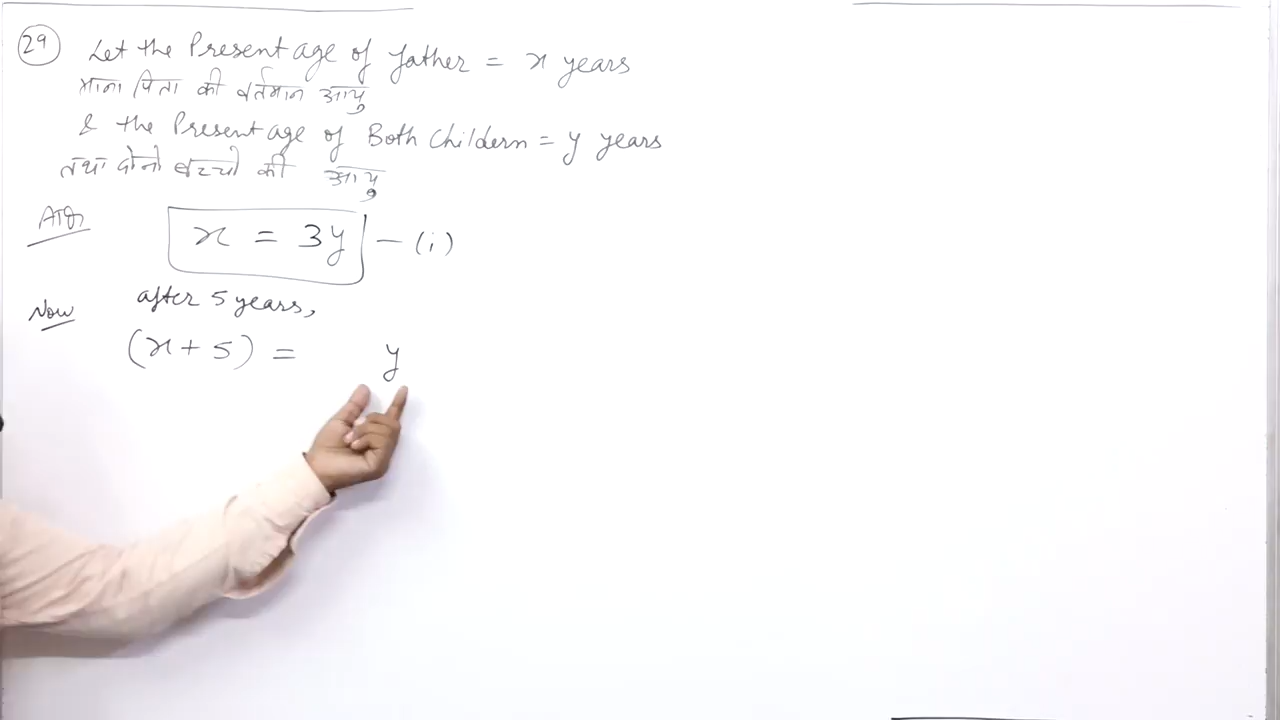 29 Let the Present age of father = x years
माना पिता की वर्तमान आयु
& the Present age of Both Childern = y years
तथा दोनो बच्चो की आयु
ATQ x = 3y – (i)
Now after 5 years,
(x + 5) = y